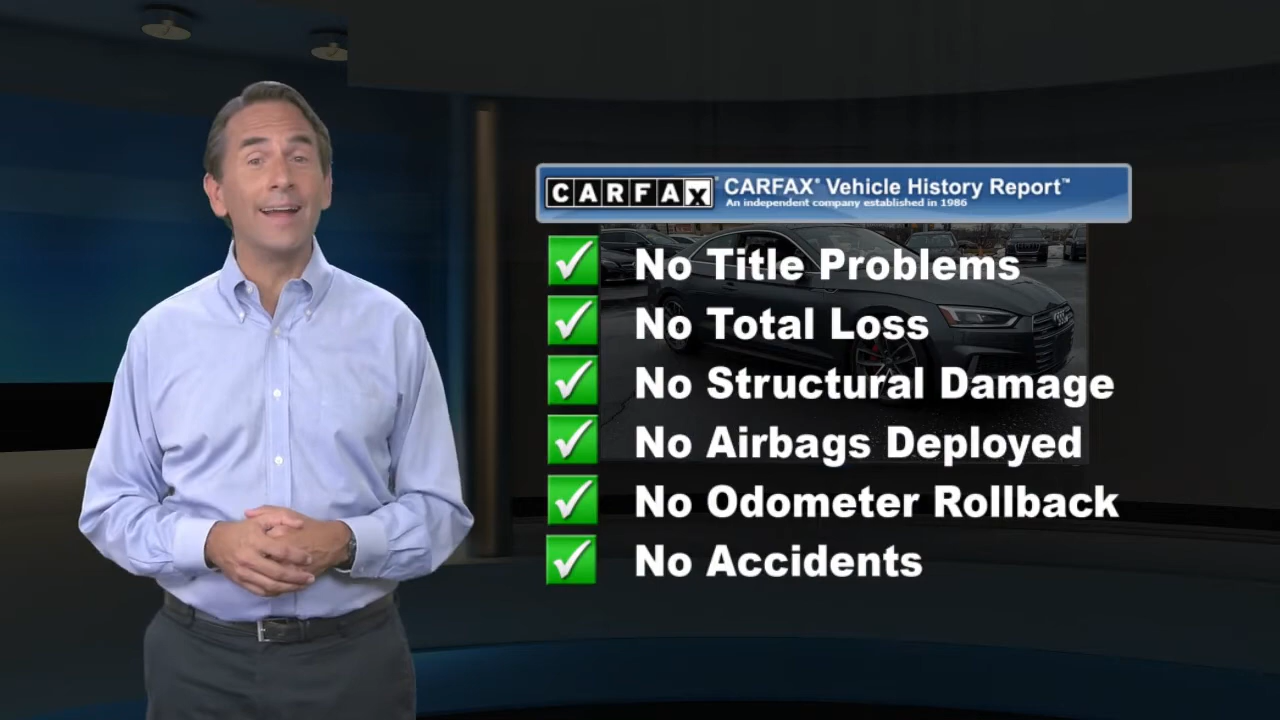 CARFAX® CARFAX® Vehicle History Report™
An independent company established in 1986
No Title Problems
No Total Loss
No Structural Damage
No Airbags Deployed
No Odometer Rollback
No Accidents